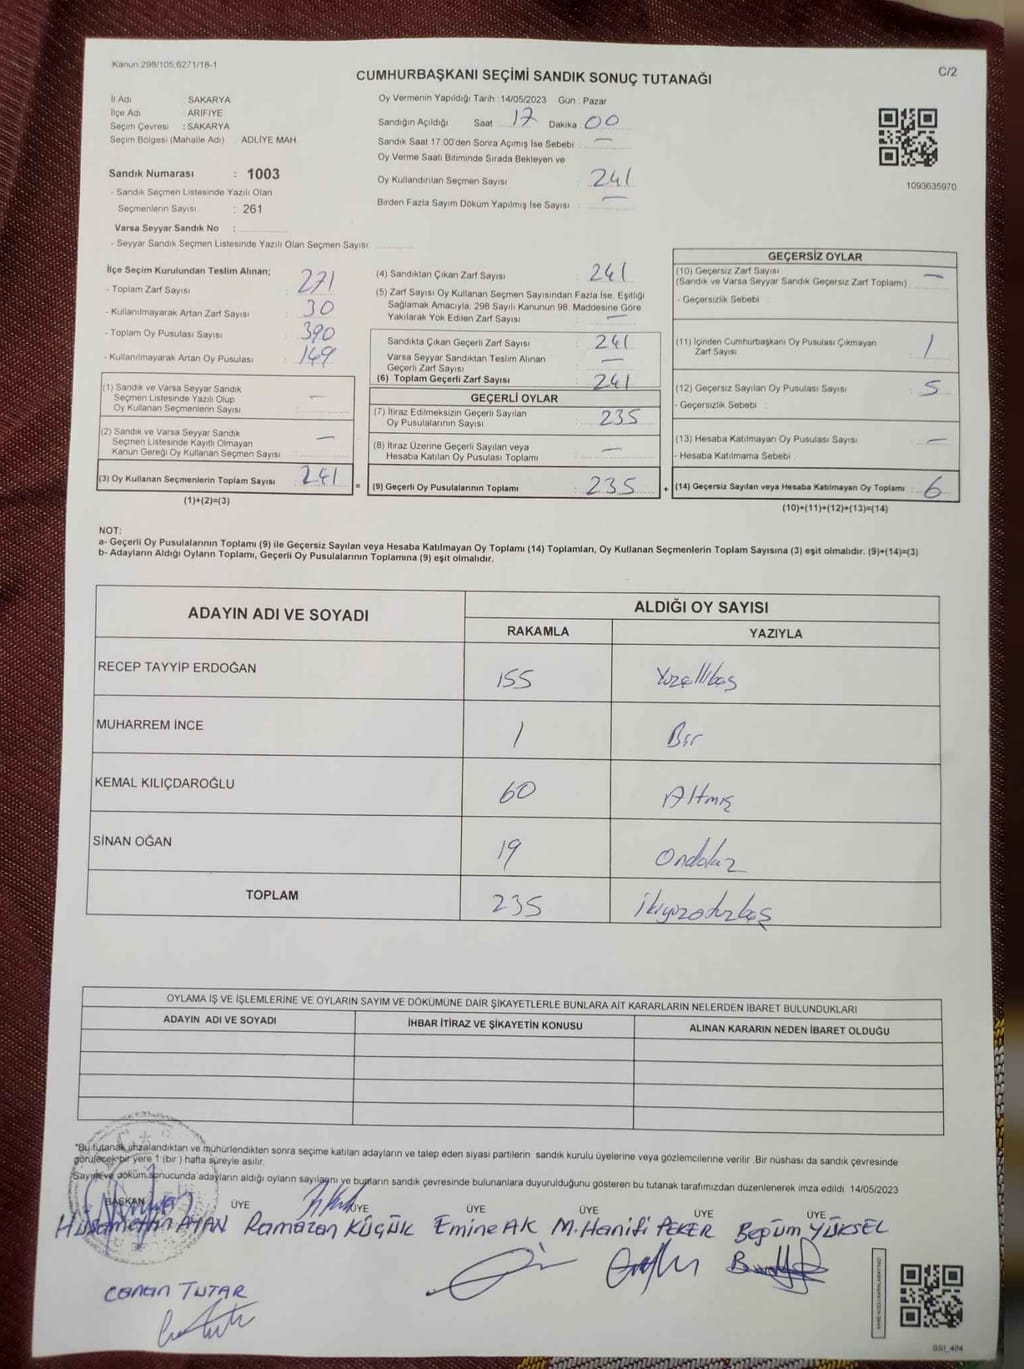 Kanun:298/105,6271/18-1
CUMHURBAŞKANI SEÇİMİ SANDIK SONUÇ TUTANAĞI
C/2
İl Adı SAKARYA
İlçe Adı ARİFİYE
Seçim Çevresi : SAKARYA
Seçim Bölgesi (Mahalle Adı) ADLİYE MAH
Sandık Numarası : 1003
- Sandık Seçmen Listesinde Yazılı Olan
Seçmenlerin Sayısı : 261
Varsa Seyyar Sandık No :
- Seyyar Sandık Seçmen Listesinde Yazılı Olan Seçmen Sayısı:
Oy Vermenin Yapıldığı Tarih : 14/05/2023 Gün : Pazar
Sandığın Açıldığı Saat 17 Dakika 00
Sandık Saat 17:00'den Sonra Açımış İse Sebebi : —
Oy Verme Saati Bitiminde Sırada Bekleyen ve
Oy Kullandırılan Seçmen Sayısı 241
Birden Fazla Sayım Döküm Yapılmış İse Sayısı : —
1093635970
İlçe Seçim Kurulundan Teslim Alınan;
- Toplam Zarf Sayısı : 271
- Kullanılmayarak Artan Zarf Sayısı : 30
- Toplam Oy Pusulası Sayısı : 390
- Kullanılmayarak Artan Oy Pusulası : 149
(1) Sandık ve Varsa Seyyar Sandık
Seçmen Listesinde Yazılı Olup
Oy Kullanan Seçmenlerin Sayısı —
(2) Sandık ve Varsa Seyyar Sandık
Seçmen Listesinde Kayıtlı Olmayan
Kanun Gereği Oy Kullanan Seçmen Sayısı —
(3) Oy Kullanan Seçmenlerin Toplam Sayısı : 241
(1)+(2)=(3)
(4) Sandıktan Çıkan Zarf Sayısı : 241
(5) Zarf Sayısı Oy Kullanan Seçmen Sayısından Fazla İse, Eşitliği
Sağlamak Amacıyla, 298 Sayılı Kanunun 98. Maddesine Göre
Yakılarak Yok Edilen Zarf Sayısı : —
Sandıkta Çıkan Geçerli Zarf Sayısı : 241
Varsa Seyyar Sandıktan Teslim Alınan
Geçerli Zarf Sayısı : —
(6) Toplam Geçerli Zarf Sayısı : 241
GEÇERLİ OYLAR
(7) İtiraz Edilmeksizin Geçerli Sayılan
Oy Pusulalarının Sayısı : 235
(8) İtiraz Üzerine Geçerli Sayılan veya
Hesaba Katılan Oy Pusulası Toplamı : —
= (9) Geçerli Oy Pusulalarının Toplamı : 235
GEÇERSİZ OYLAR
(10) Geçersiz Zarf Sayısı
(Sandık ve Varsa Seyyar Sandık Geçersiz Zarf Toplamı) —
- Geçersizlik Sebebi :
(11) İçinden Cumhurbaşkanı Oy Pusulası Çıkmayan
Zarf Sayısı 1
(12) Geçersiz Sayılan Oy Pusulası Sayısı 5
- Geçersizlik Sebebi :
(13) Hesaba Katılmayan Oy Pusulası Sayısı —
- Hesaba Katılmama Sebebi :
+ (14) Geçersiz Sayılan veya Hesaba Katılmayan Oy Toplamı 6
(10)+(11)+(12)+(13)=(14)
NOT:
a- Geçerli Oy Pusulalarının Toplamı (9) ile Geçersiz Sayılan veya Hesaba Katılmayan Oy Toplamı (14) Toplamları, Oy Kullanan Seçmenlerin Toplam Sayısına (3) eşit olmalıdır. (9)+(14)=(3)
b- Adayların Aldığı Oyların Toplamı, Geçerli Oy Pusulalarının Toplamına (9) eşit olmalıdır.
ADAYIN ADI VE SOYADI ALDIĞI OY SAYISI
RAKAMLA YAZIYLA
RECEP TAYYİP ERDOĞAN 155 Yüzellibeş
MUHARREM İNCE 1 Bir
KEMAL KILIÇDAROĞLU 60 Altmış
SİNAN OĞAN 19 Ondokuz
TOPLAM 235 ikiyüzotuzbeş
OYLAMA İŞ VE İŞLEMLERİNE VE OYLARIN SAYIM VE DÖKÜMÜNE DAİR ŞİKAYETLERLE BUNLARA AİT KARARLARIN NELERDEN İBARET BULUNDUKLARI
ADAYIN ADI VE SOYADI İHBAR İTİRAZ VE ŞİKAYETİN KONUSU ALINAN KARARIN NEDEN İBARET OLDUĞU
"Bu tutanak imzalandıktan ve mühürlendikten sonra seçime katılan adayların ve talep eden siyasi partilerin sandık kurulu üyelerine veya gözlemcilerine verilir .Bir nüshası da sandık çevresinde
görülecek bir yere 1 (bir ) hafta süreyle asılır.
Sayım ve döküm sonucunda adayların aldığı oyların sayılarını ve bunların sandık çevresinde bulunanlara duyurulduğunu gösteren bu tutanak tarafımızdan düzenlenerek imza edildi. 14/05/2023
BAŞKAN ÜYE ÜYE ÜYE ÜYE ÜYE
Hüsamettin AYAN Ramazan KÜÇÜK Emine AK M. Hanifi PEKER Begüm YÜKSEL
Canan TUTAR
SS1_404